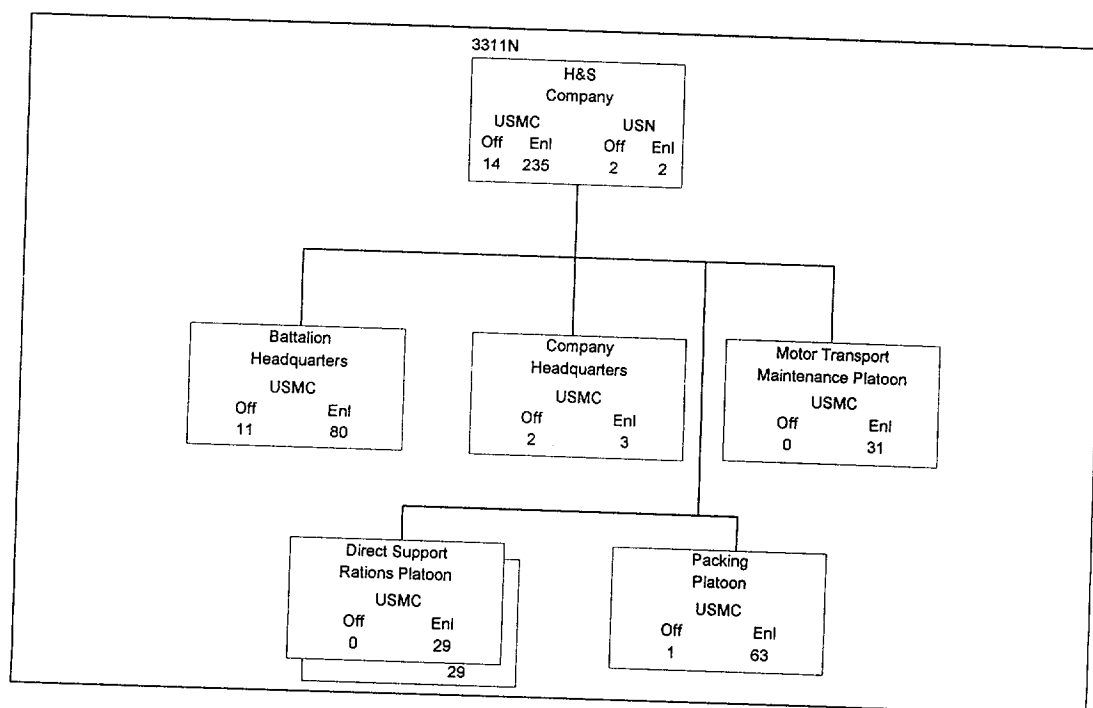 3311N
H&S
Company
USMC USN
Off Enl Off Enl
14 235 2 2
Battalion
Headquarters
USMC
Off Enl
11 80
Company
Headquarters
USMC
Off Enl
2 3
Motor Transport
Maintenance Platoon
USMC
Off Enl
0 31
Direct Support
Rations Platoon
USMC
Off Enl
0 29
29
Packing
Platoon
USMC
Off Enl
1 63